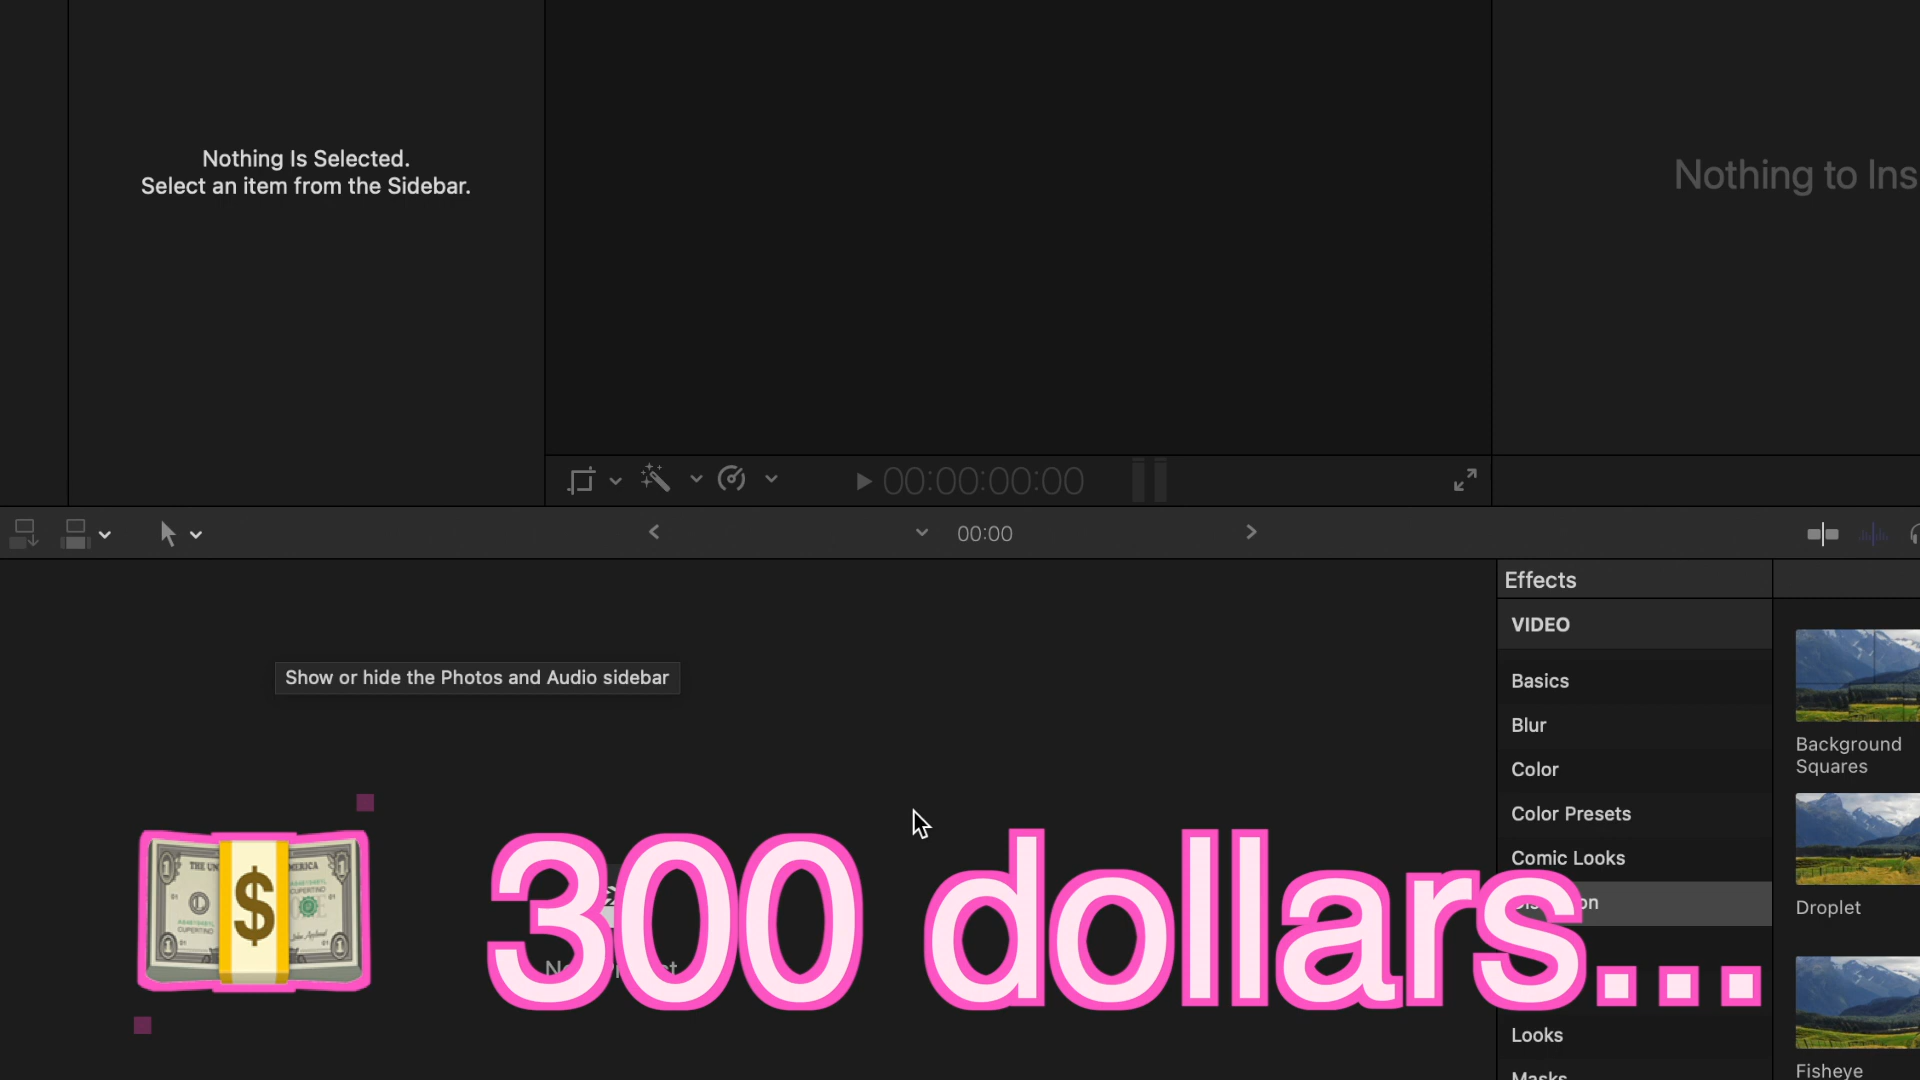 Nothing Is Selected.
Select an item from the Sidebar.
Nothing to Ins
00:00:00:00
00:00
Effects
VIDEO
Show or hide the Photos and Audio sidebar
Basics
Blur
Color
Color Presets
Comic Looks
Looks
Masks
Background
Squares
Droplet
Fisheye
$
300 dollars...